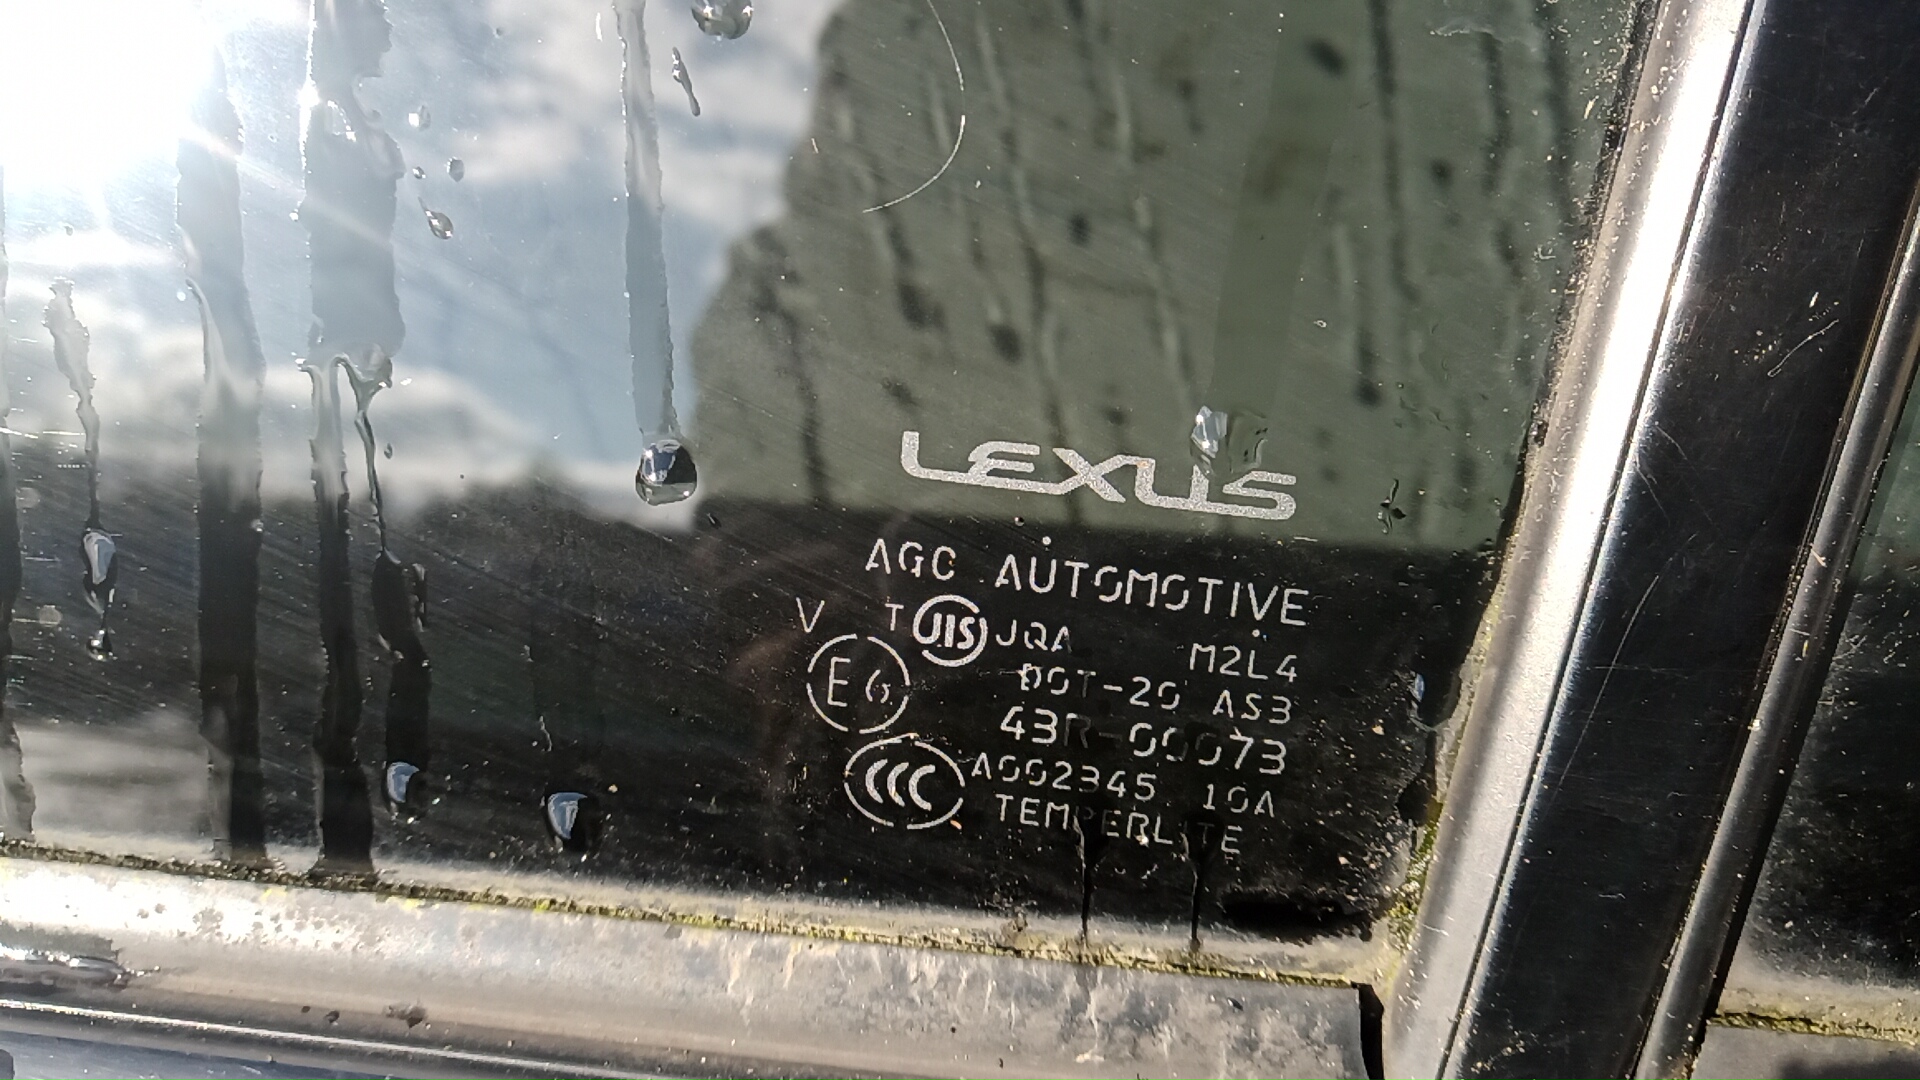 LEXUS
AGC AUTOMOTIVE
V T JIS JQA M2L4
E6 DOT-20 AS3
43R-00073
CCC A002345 10A
TEMPERLITE